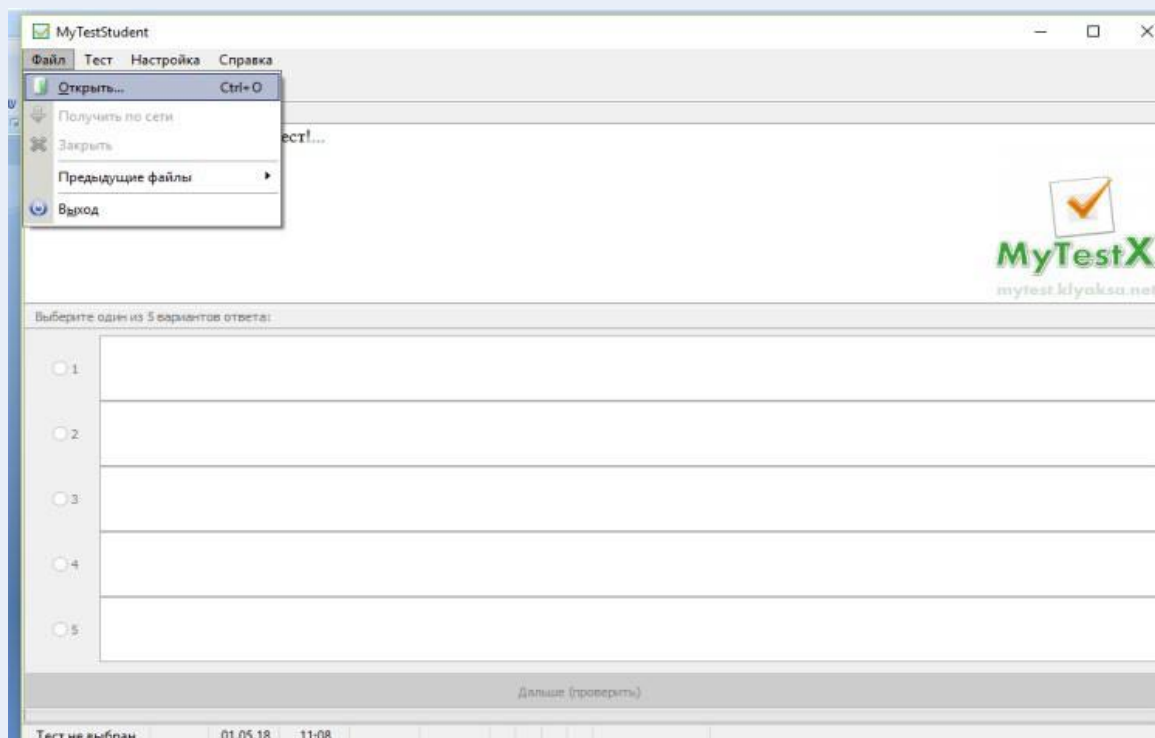 MyTestStudent
Файл Тест Настройка Справка
Открыть... Ctrl+O
Получить по сети
Закрыть
ест!...
Предыдущие файлы
Выход
MyTestX
mytest.klyaksa.net
Выберите один из 5 вариантов ответа:
1
2
3
4
5
Дальше (проверить)
Тест не выбран 01.05.18 11:08